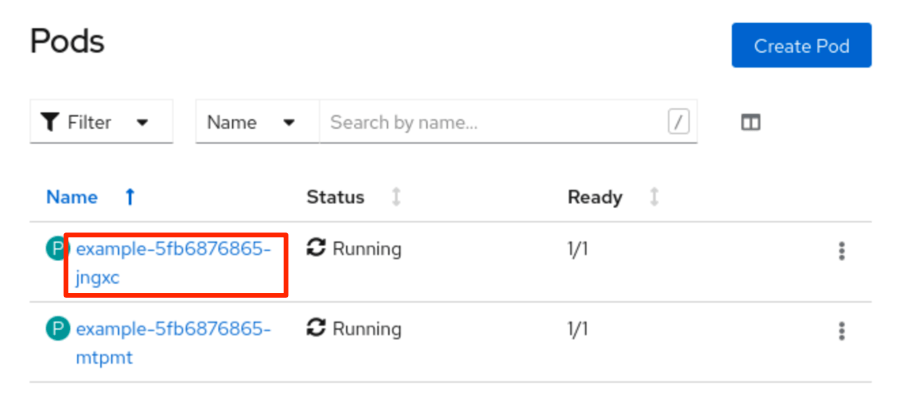 Pods
Create Pod
Filter
Name
Search by name...
/
Name Status Ready
P example-5fb6876865- Running 1/1
jngxc
P example-5fb6876865- Running 1/1
mtpmt